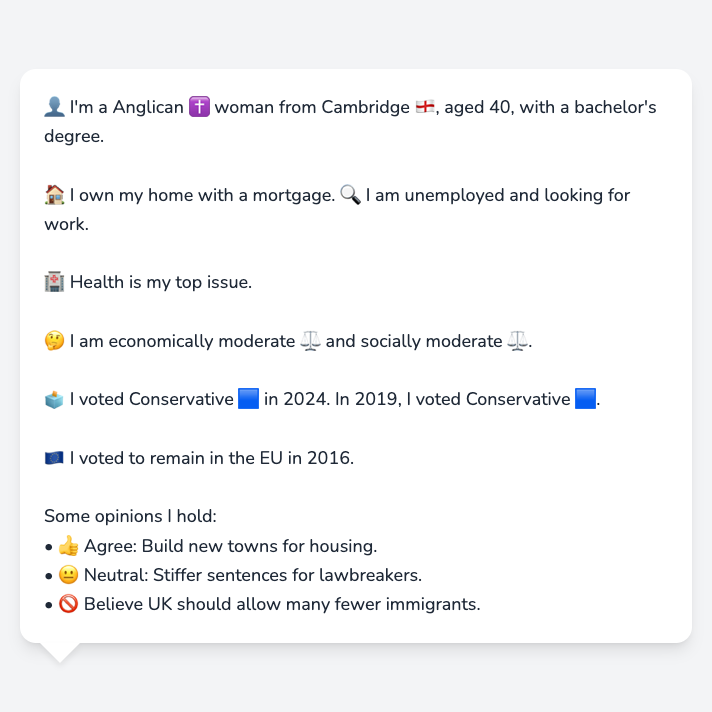 👤 I'm a Anglican ✝️ woman from Cambridge 🏴󠁧󠁢󠁥󠁮󠁧󠁿, aged 40, with a bachelor's
degree.
🏠 I own my home with a mortgage. 🔍 I am unemployed and looking for
work.
🏥 Health is my top issue.
🤔 I am economically moderate ⚖️ and socially moderate ⚖️.
🗳️ I voted Conservative 🟦 in 2024. In 2019, I voted Conservative 🟦.
🇪🇺 I voted to remain in the EU in 2016.
Some opinions I hold:
• 👍 Agree: Build new towns for housing.
• 😐 Neutral: Stiffer sentences for lawbreakers.
• 🚫 Believe UK should allow many fewer immigrants.